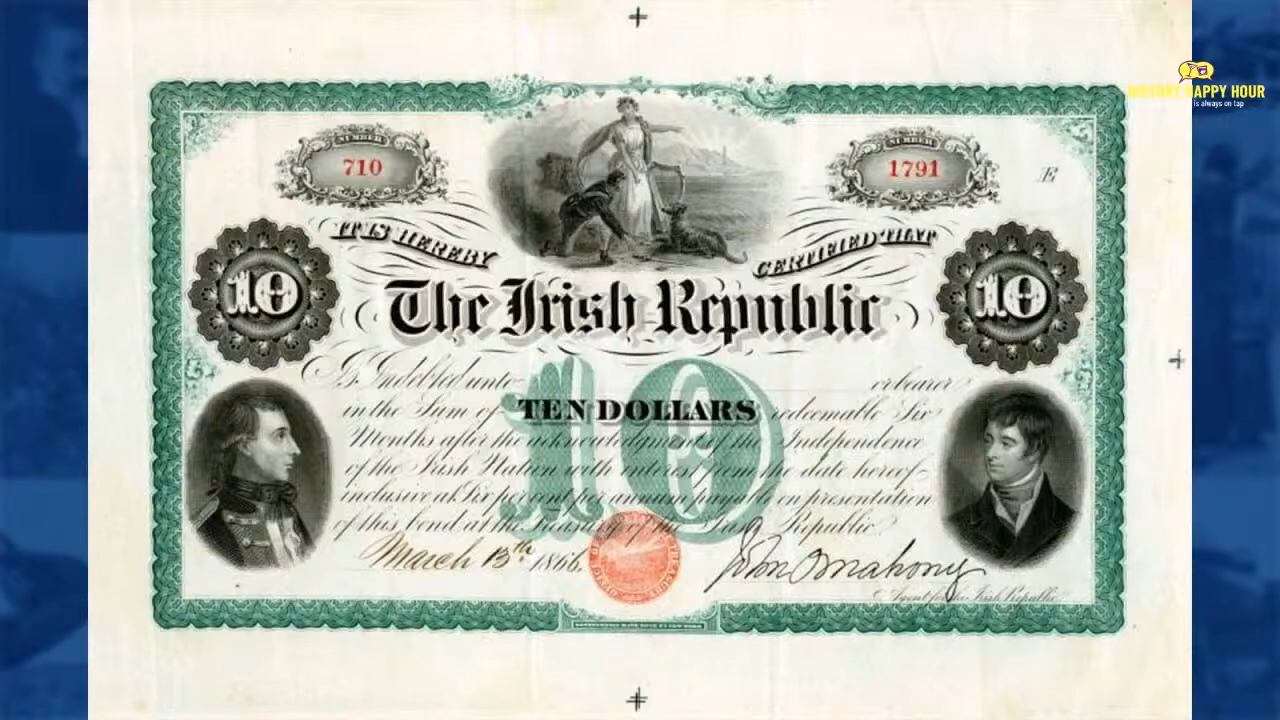 HISTORY HAPPY HOUR
is always on tap
NUMBER
710
NUMBER
1791
Æ
IT IS HEREBY
CERTIFIED THAT
10
The Irish Republic
10
Is Indebted unto
or bearer
10
in the Sum of TEN DOLLARS redeemable Six
Months after the acknowledgment of the Independence
of the Irish Nation with interest from the date hereof
inclusive at Six per cent per annum payable on presentation
of this bond at the Treasury of the Irish Republic
March 13th 1866.
John O'Mahony
Agent for the Irish Republic